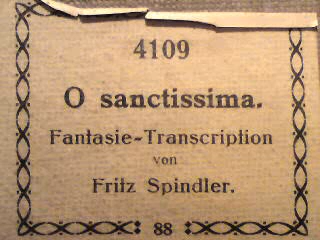 4109
O sanctissima.
Fantasie-Transcription
von
Fritz Spindler.
88